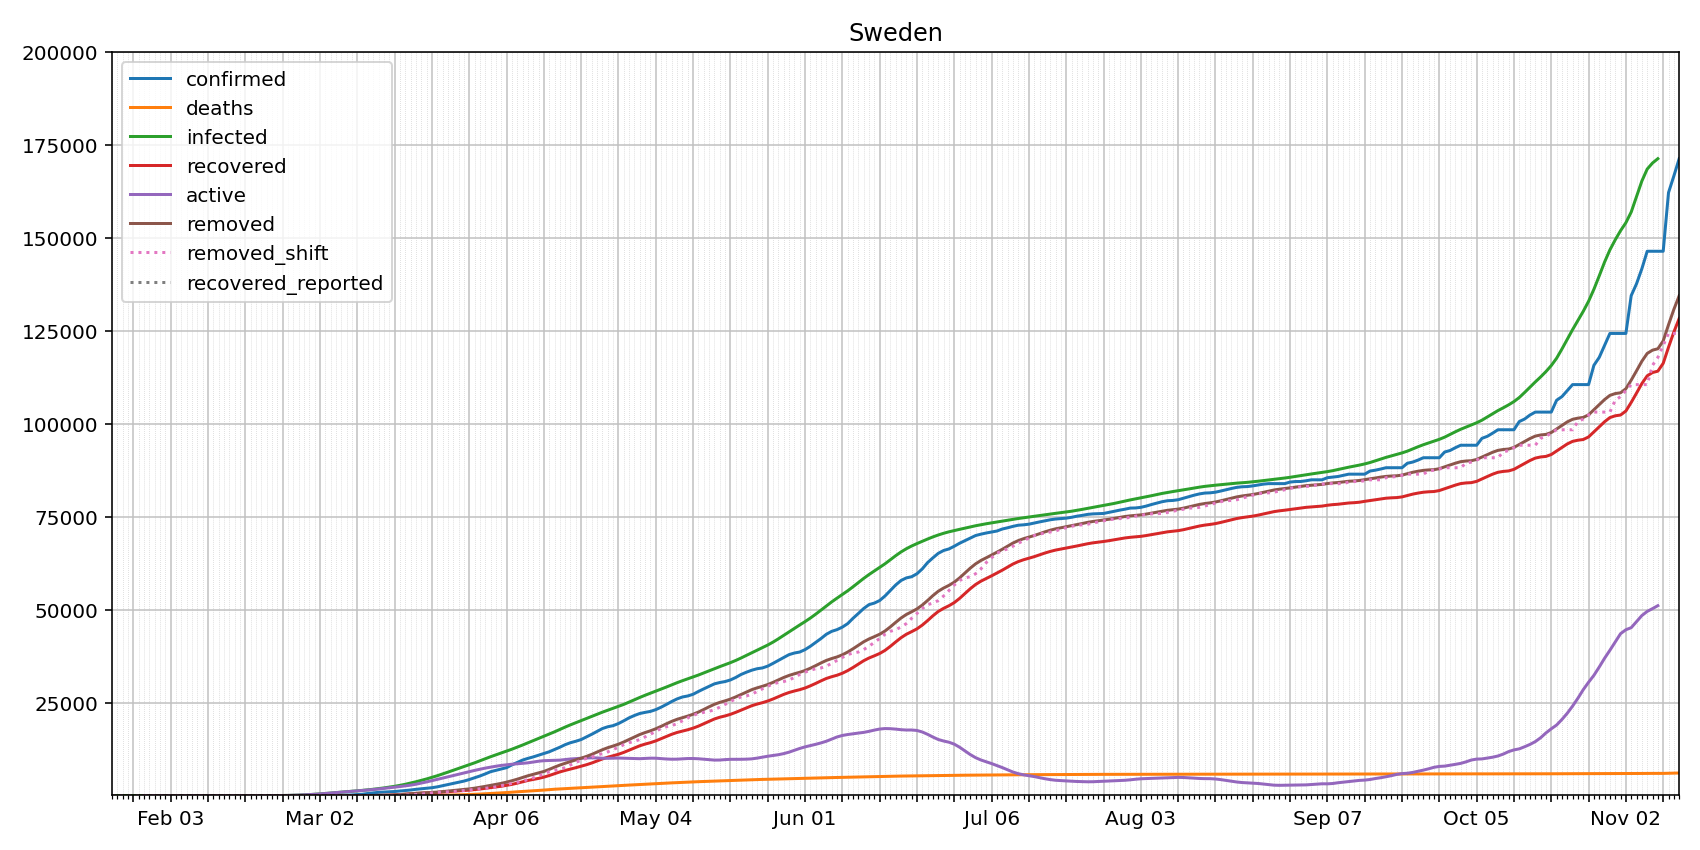 Sweden
200000
175000
150000
125000
100000
75000
50000
25000
confirmed
deaths
infected
recovered
active
removed
removed_shift
recovered_reported
Feb 03 Mar 02 Apr 06 May 04 Jun 01 Jul 06 Aug 03 Sep 07 Oct 05 Nov 02